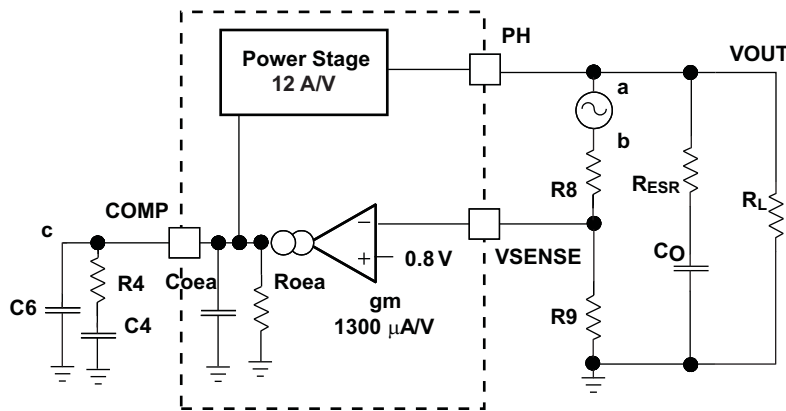 PH
VOUT
Power Stage
12 A/V
a
b
R8
RESR
RL
COMP
c
−
+
0.8 V
VSENSE
Coea
Roea
R4
C6
C4
gm
1300 μA/V
R9
CO